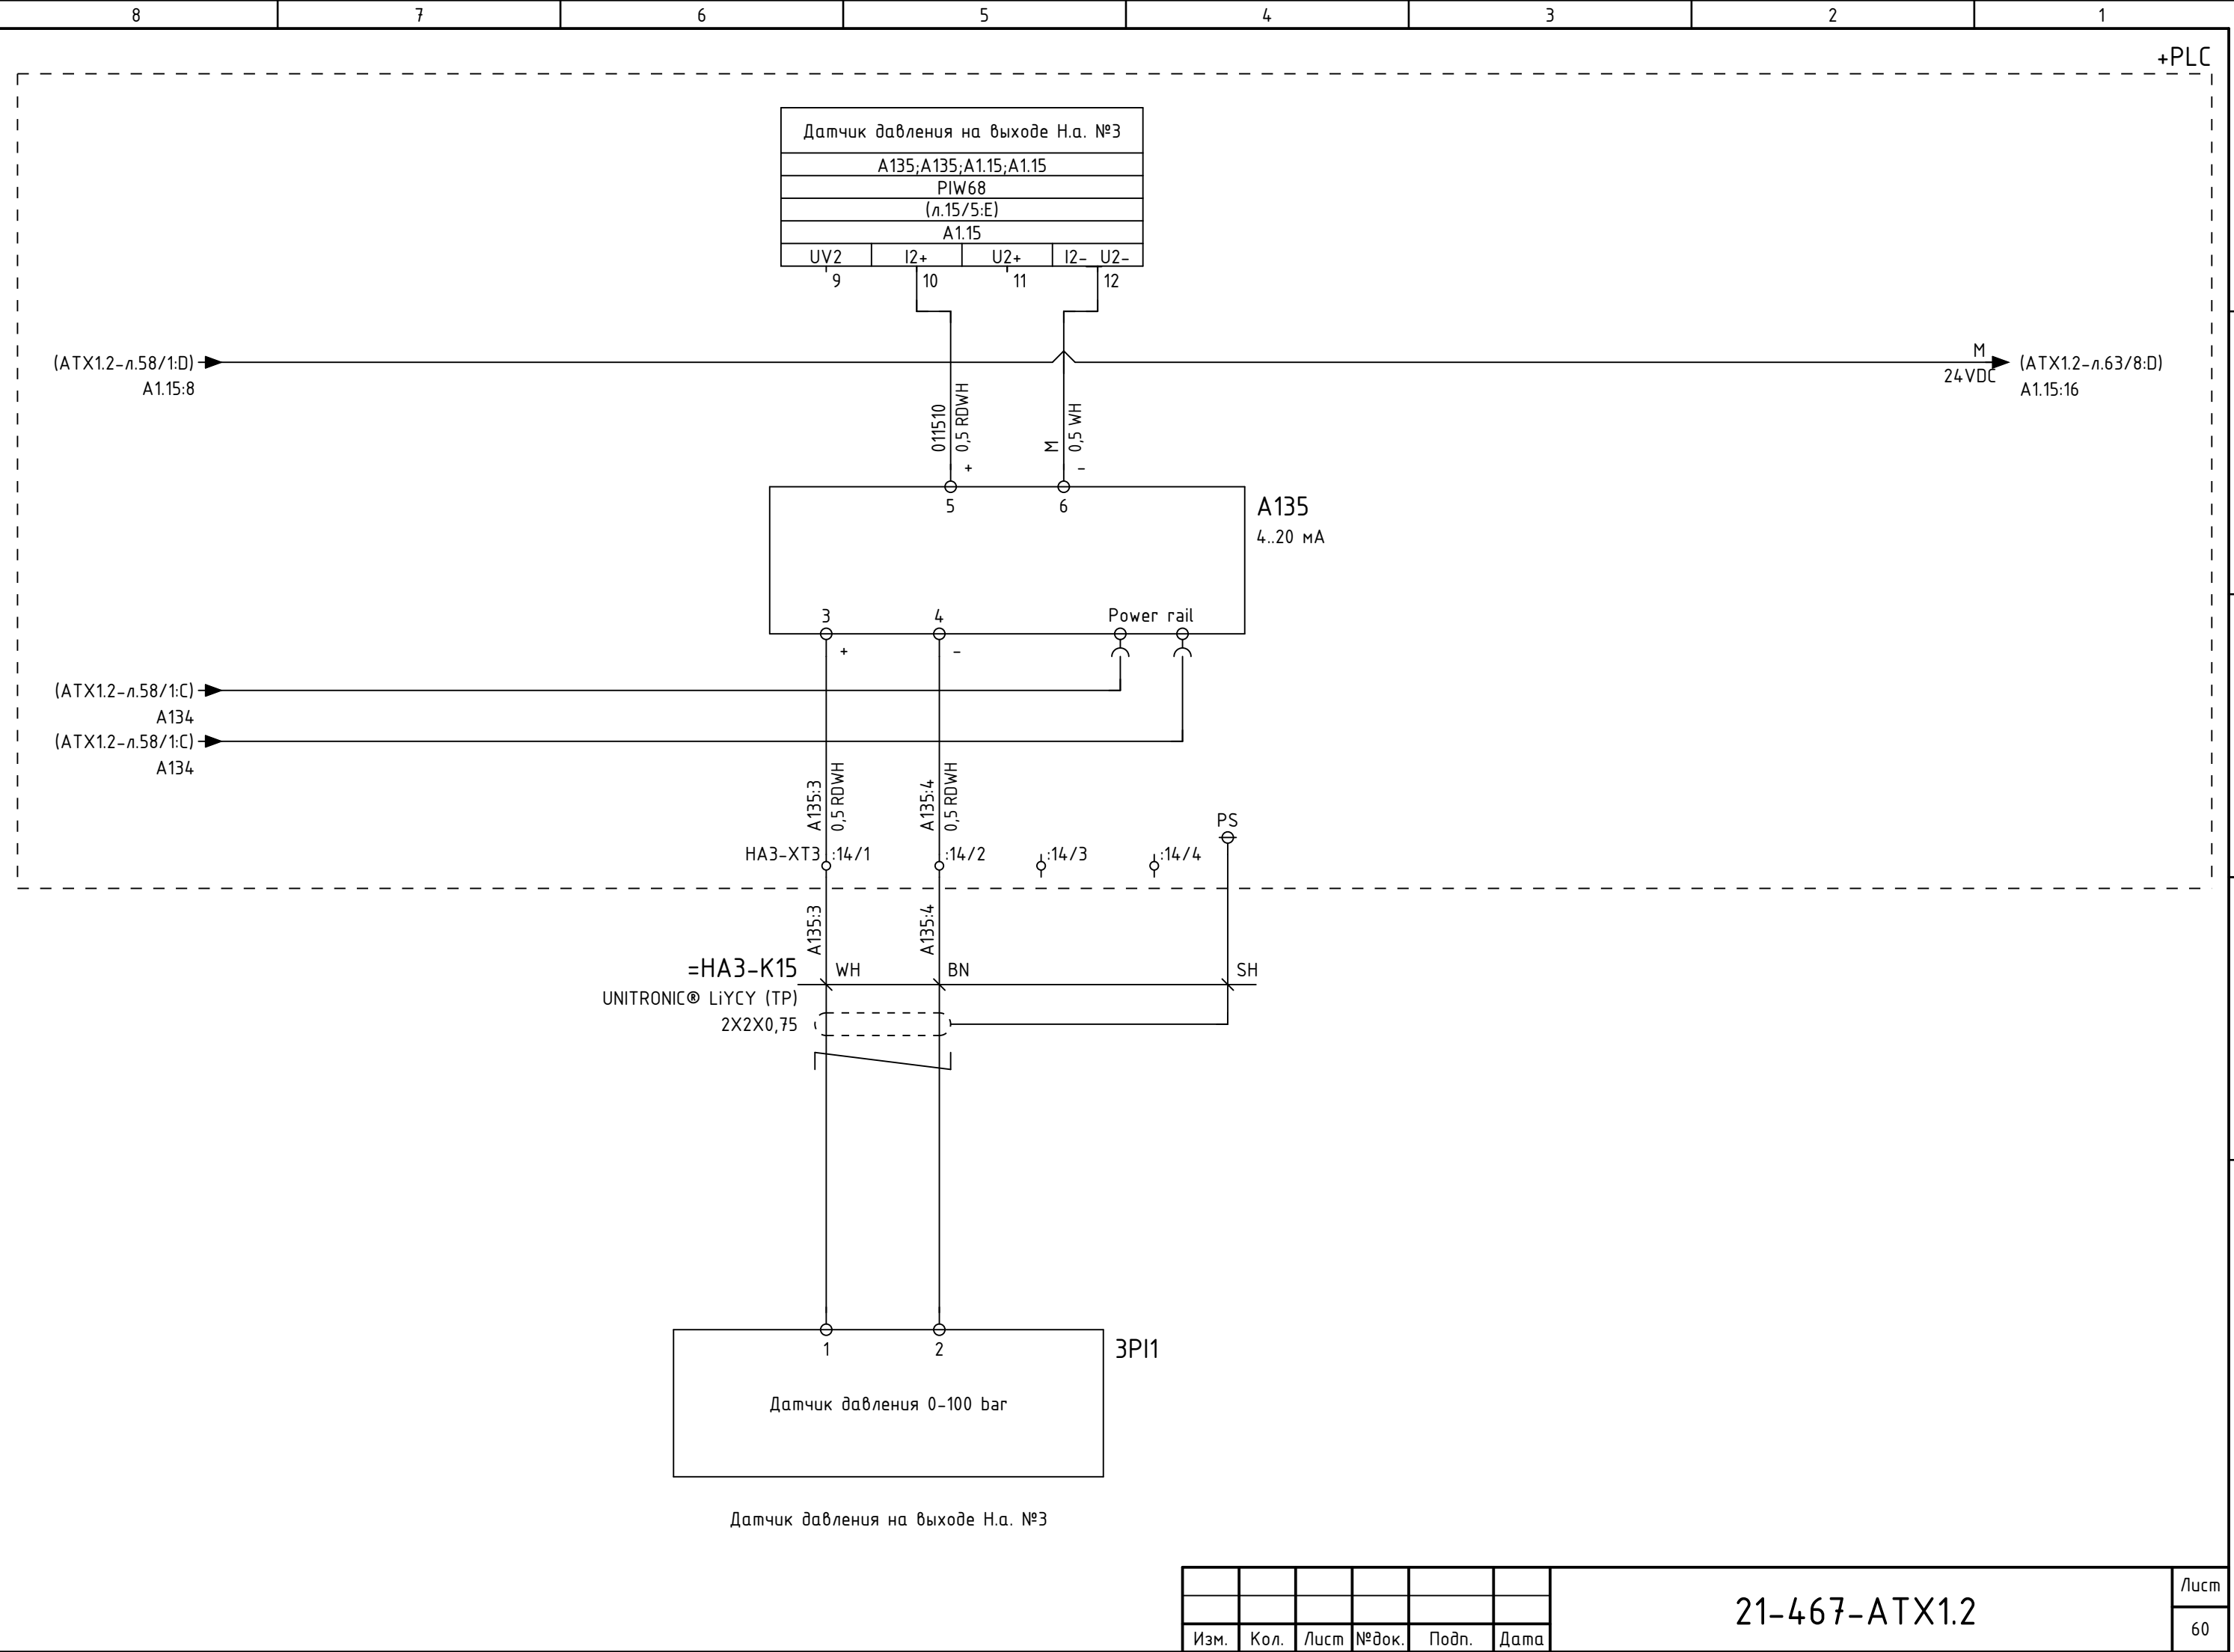 8 7 6 5 4 3 2 1
+PLC
Датчик давления на выходе Н.а. №3
A135;A135;A1.15;A1.15
PIW68
(л.15/5:E)
A1.15
UV2 I2+ U2+ I2- U2-
9 10 11 12
(ATX1.2-л.58/1:D)
A1.15:8
M
24VDC
(ATX1.2-л.63/8:D)
A1.15:16
011510
0,5 RDWH
M
0,5 WH
+ -
5 6
A135
4..20 мА
3 4 Power rail
+ -
(ATX1.2-л.58/1:C)
A134
(ATX1.2-л.58/1:C)
A134
A135:3
0,5 RDWH
A135:4
0,5 RDWH
PS
HA3-XT3 :14/1 :14/2 :14/3 :14/4
A135:3
A135:4
=HA3-K15 WH BN SH
UNITRONIC® LiYCY (TP)
2X2X0,75
1 2
3PI1
Датчик давления 0-100 bar
Датчик давления на выходе Н.а. №3
Изм. Кол. Лист №док. Подп. Дата
21-467-ATX1.2
Лист
60